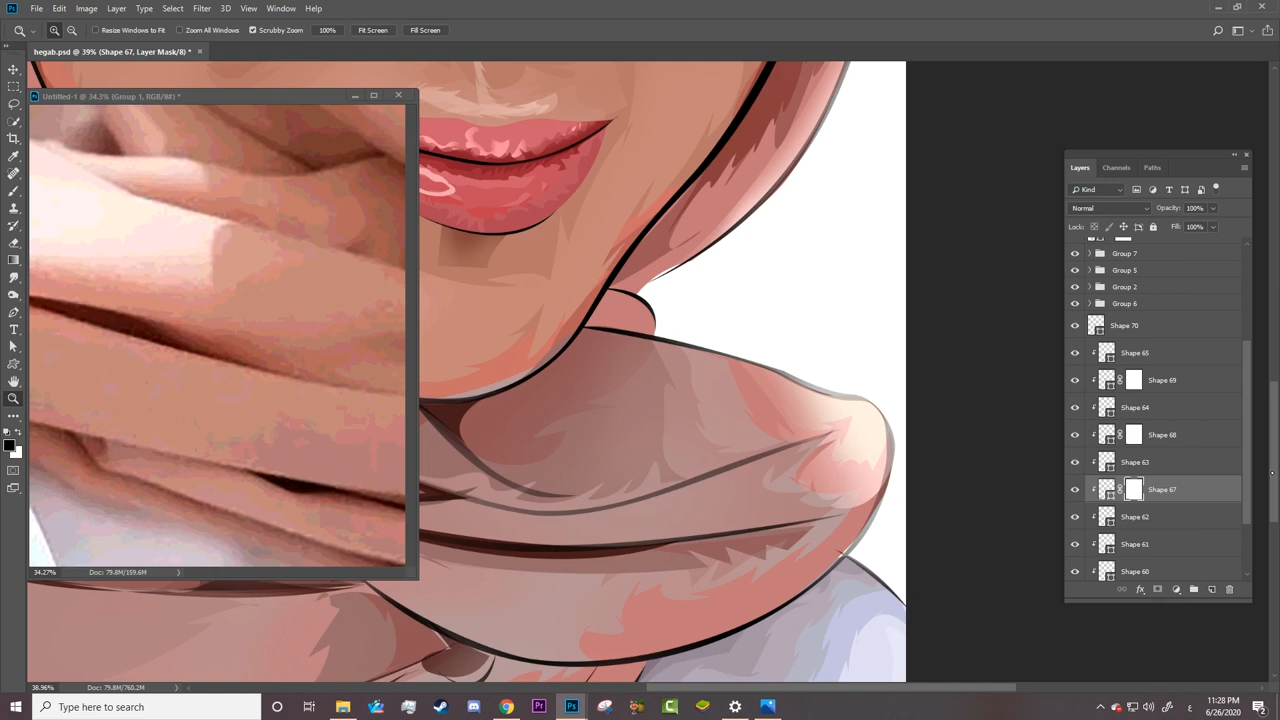 Ps File Edit Image Layer Type Select Filter 3D View Window Help
Resize Windows to Fit Zoom All Windows Scrubby Zoom 100% Fit Screen Fill Screen
hegab.psd @ 39% (Shape 67, Layer Mask/8) *
Untitled-1 @ 34.3% (Group 1, RGB/8#) *
34.27% Doc: 79.8M/159.6M
38.96% Doc: 79.8M/760.2M
Layers Channels Paths
Kind
Normal Opacity: 100%
Lock: Fill: 100%
Group 7
Group 5
Group 2
Group 6
Shape 70
Shape 65
Shape 69
Shape 64
Shape 68
Shape 63
Shape 67
Shape 62
Shape 61
Shape 60
fx
Type here to search
Pr
Ps
ع
11:28 PM
6/26/2020
2